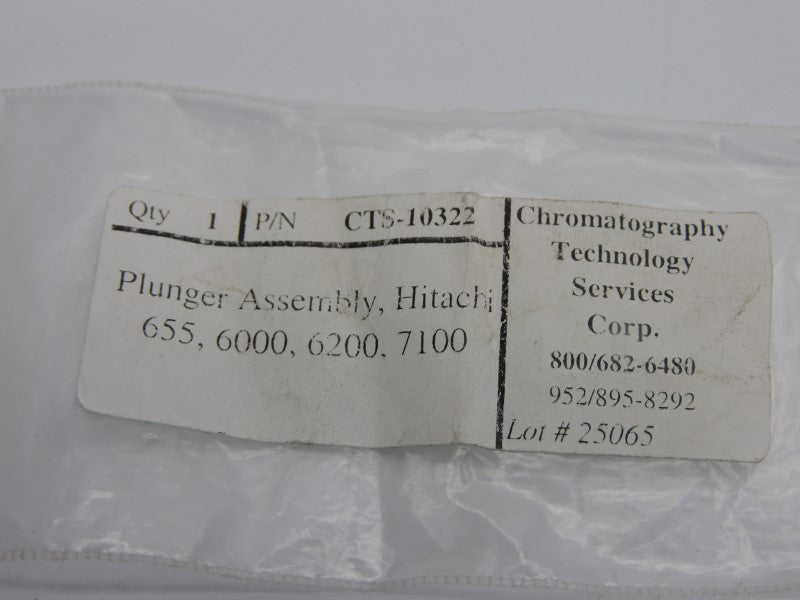 Qty 1 P/N CTS-10322
Plunger Assembly, Hitachi
655, 6000, 6200, 7100
Chromatography
Technology
Services
Corp.
800/682-6480
952/895-8292
Lot # 25065